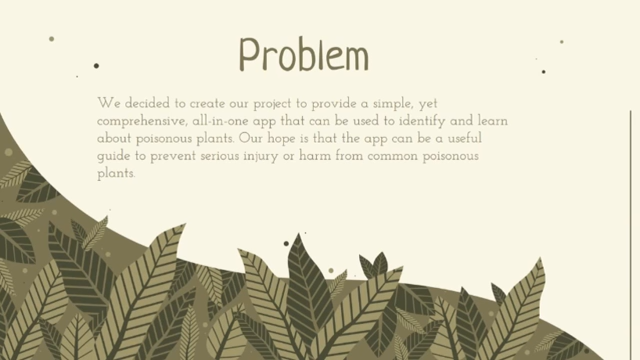 Problem
We decided to create our project to provide a simple, yet
comprehensive, all-in-one app that can be used to identify and learn
about poisonous plants. Our hope is that the app can be a useful
guide to prevent serious injury or harm from common poisonous
plants.